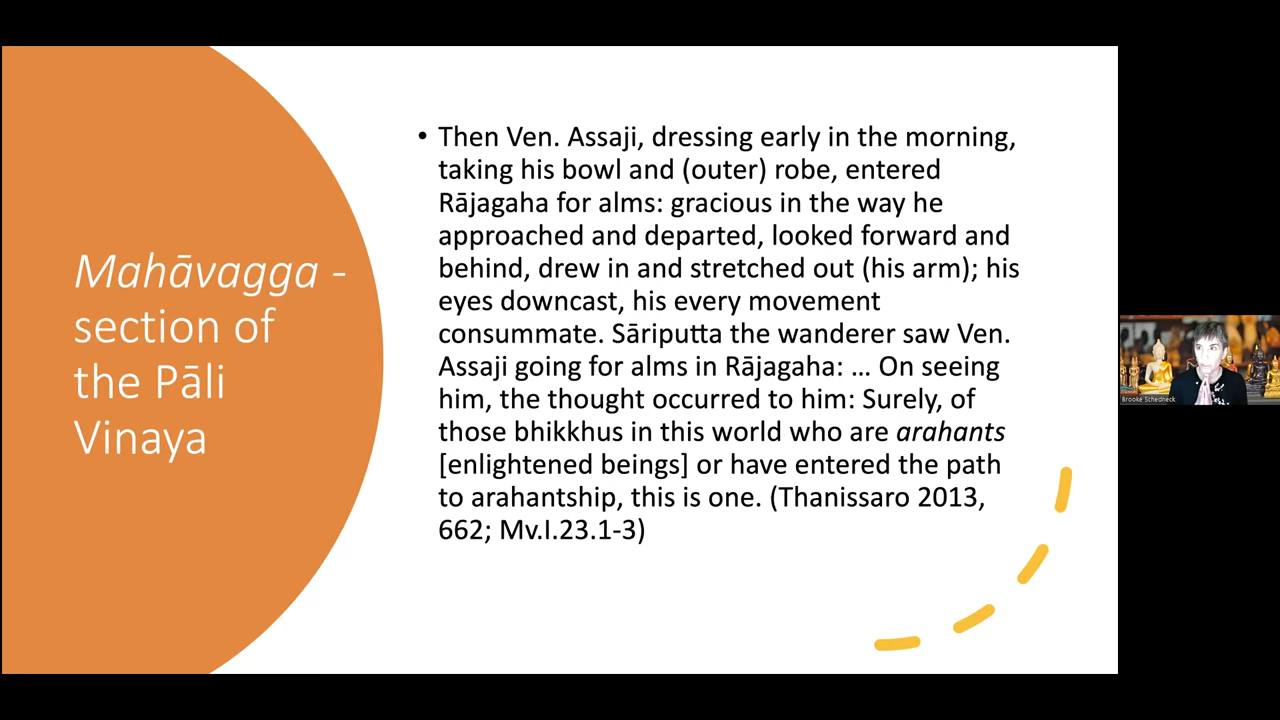 Mahāvagga -
section of
the Pāli
Vinaya
• Then Ven. Assaji, dressing early in the morning,
taking his bowl and (outer) robe, entered
Rājagaha for alms: gracious in the way he
approached and departed, looked forward and
behind, drew in and stretched out (his arm); his
eyes downcast, his every movement
consummate. Sāriputta the wanderer saw Ven.
Assaji going for alms in Rājagaha: … On seeing
him, the thought occurred to him: Surely, of
those bhikkhus in this world who are arahants
[enlightened beings] or have entered the path
to arahantship, this is one. (Thanissaro 2013,
662; Mv.I.23.1-3)
Brooke Schedneck